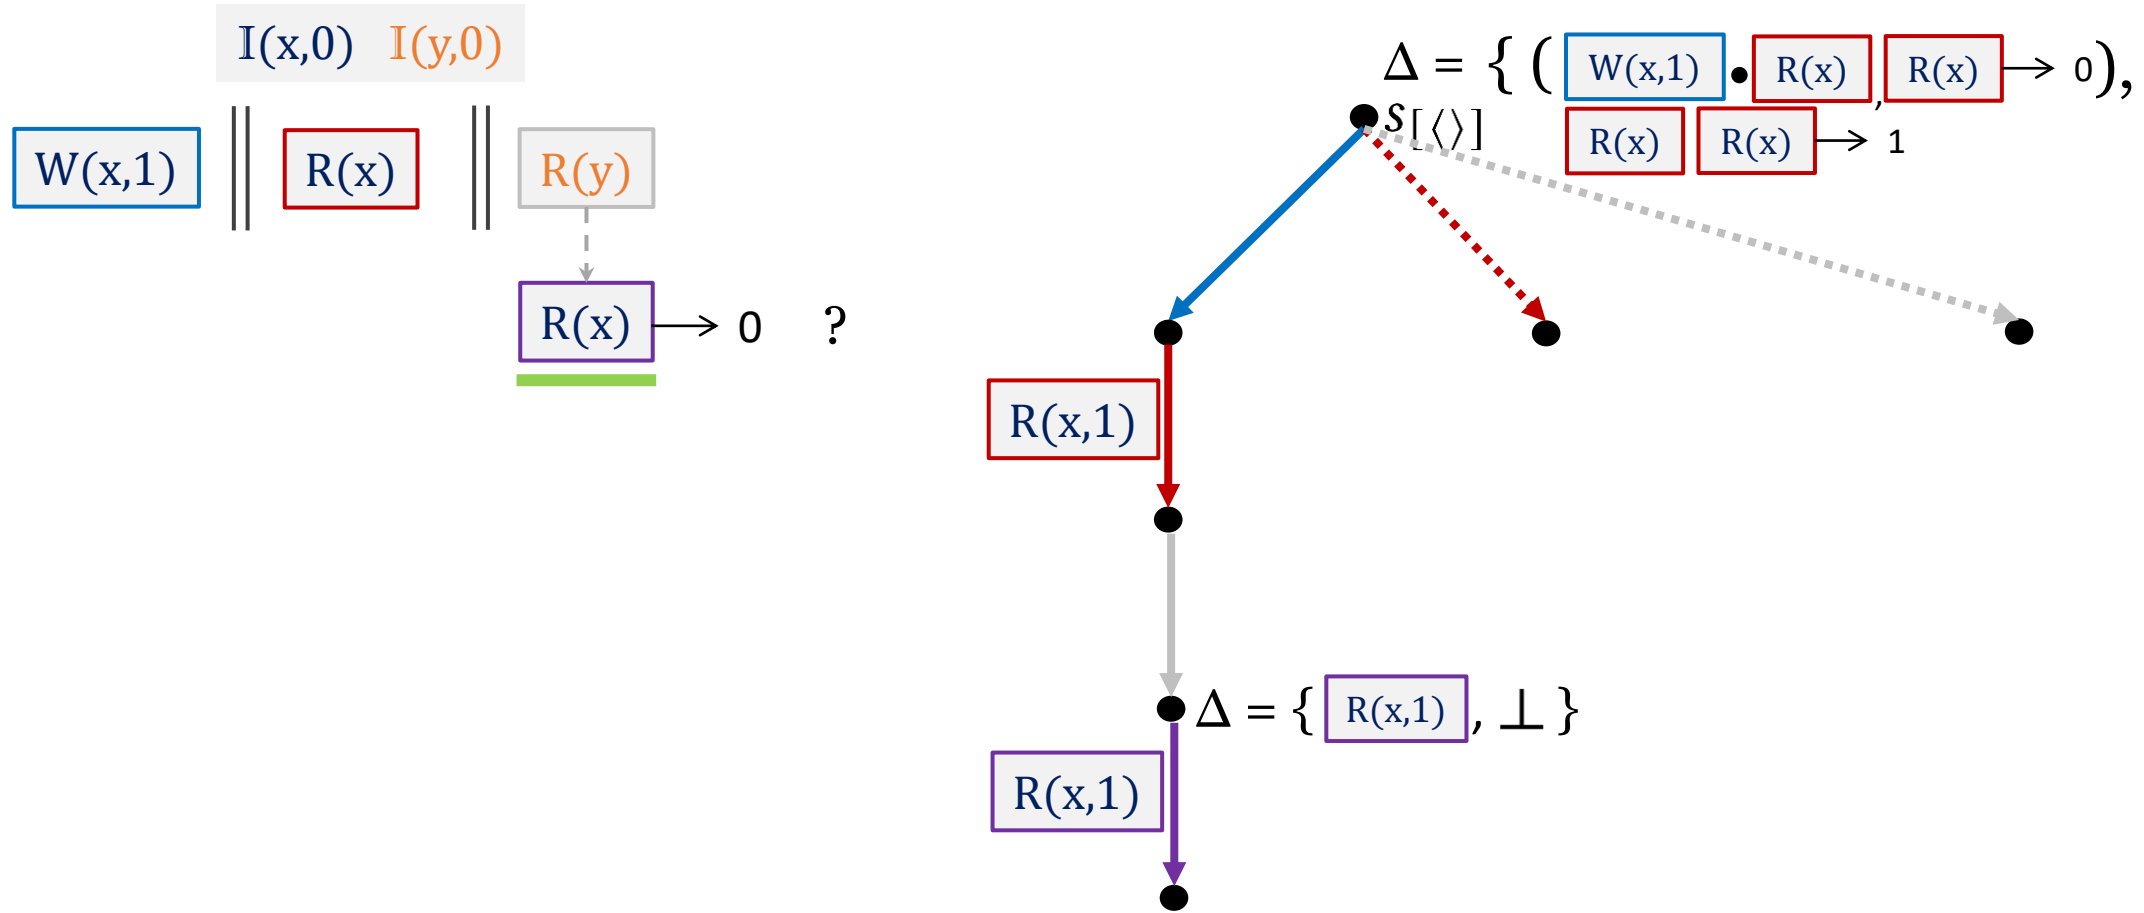 𝕀(x,0) 𝕀(y,0)
W(x,1) || R(x) || R(y)
R(x) → 0 ?
Δ = { ( W(x,1) • R(x) , R(x) → 0 ),
s[⟨⟩] R(x) R(x) → 1
R(x,1)
Δ = { R(x,1) , ⊥ }
R(x,1)